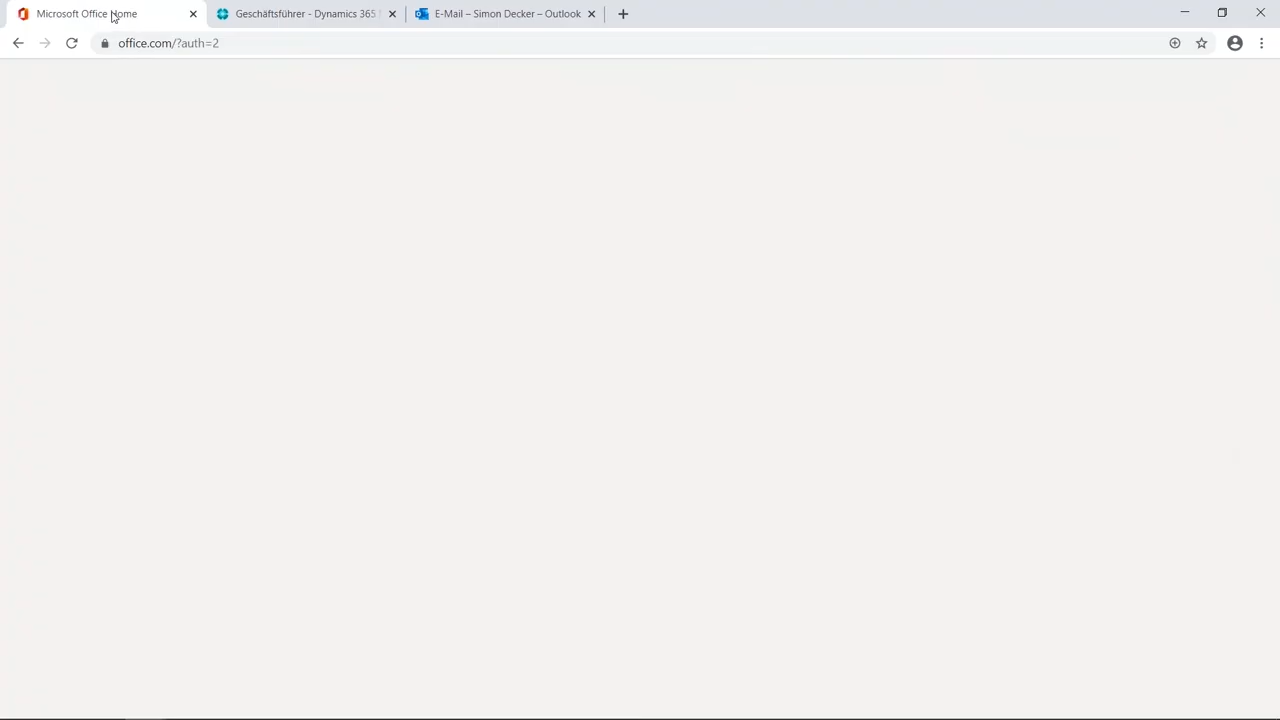 Microsoft Office Home
Geschäftsführer - Dynamics 365
E-Mail – Simon Decker – Outlook
office.com/?auth=2